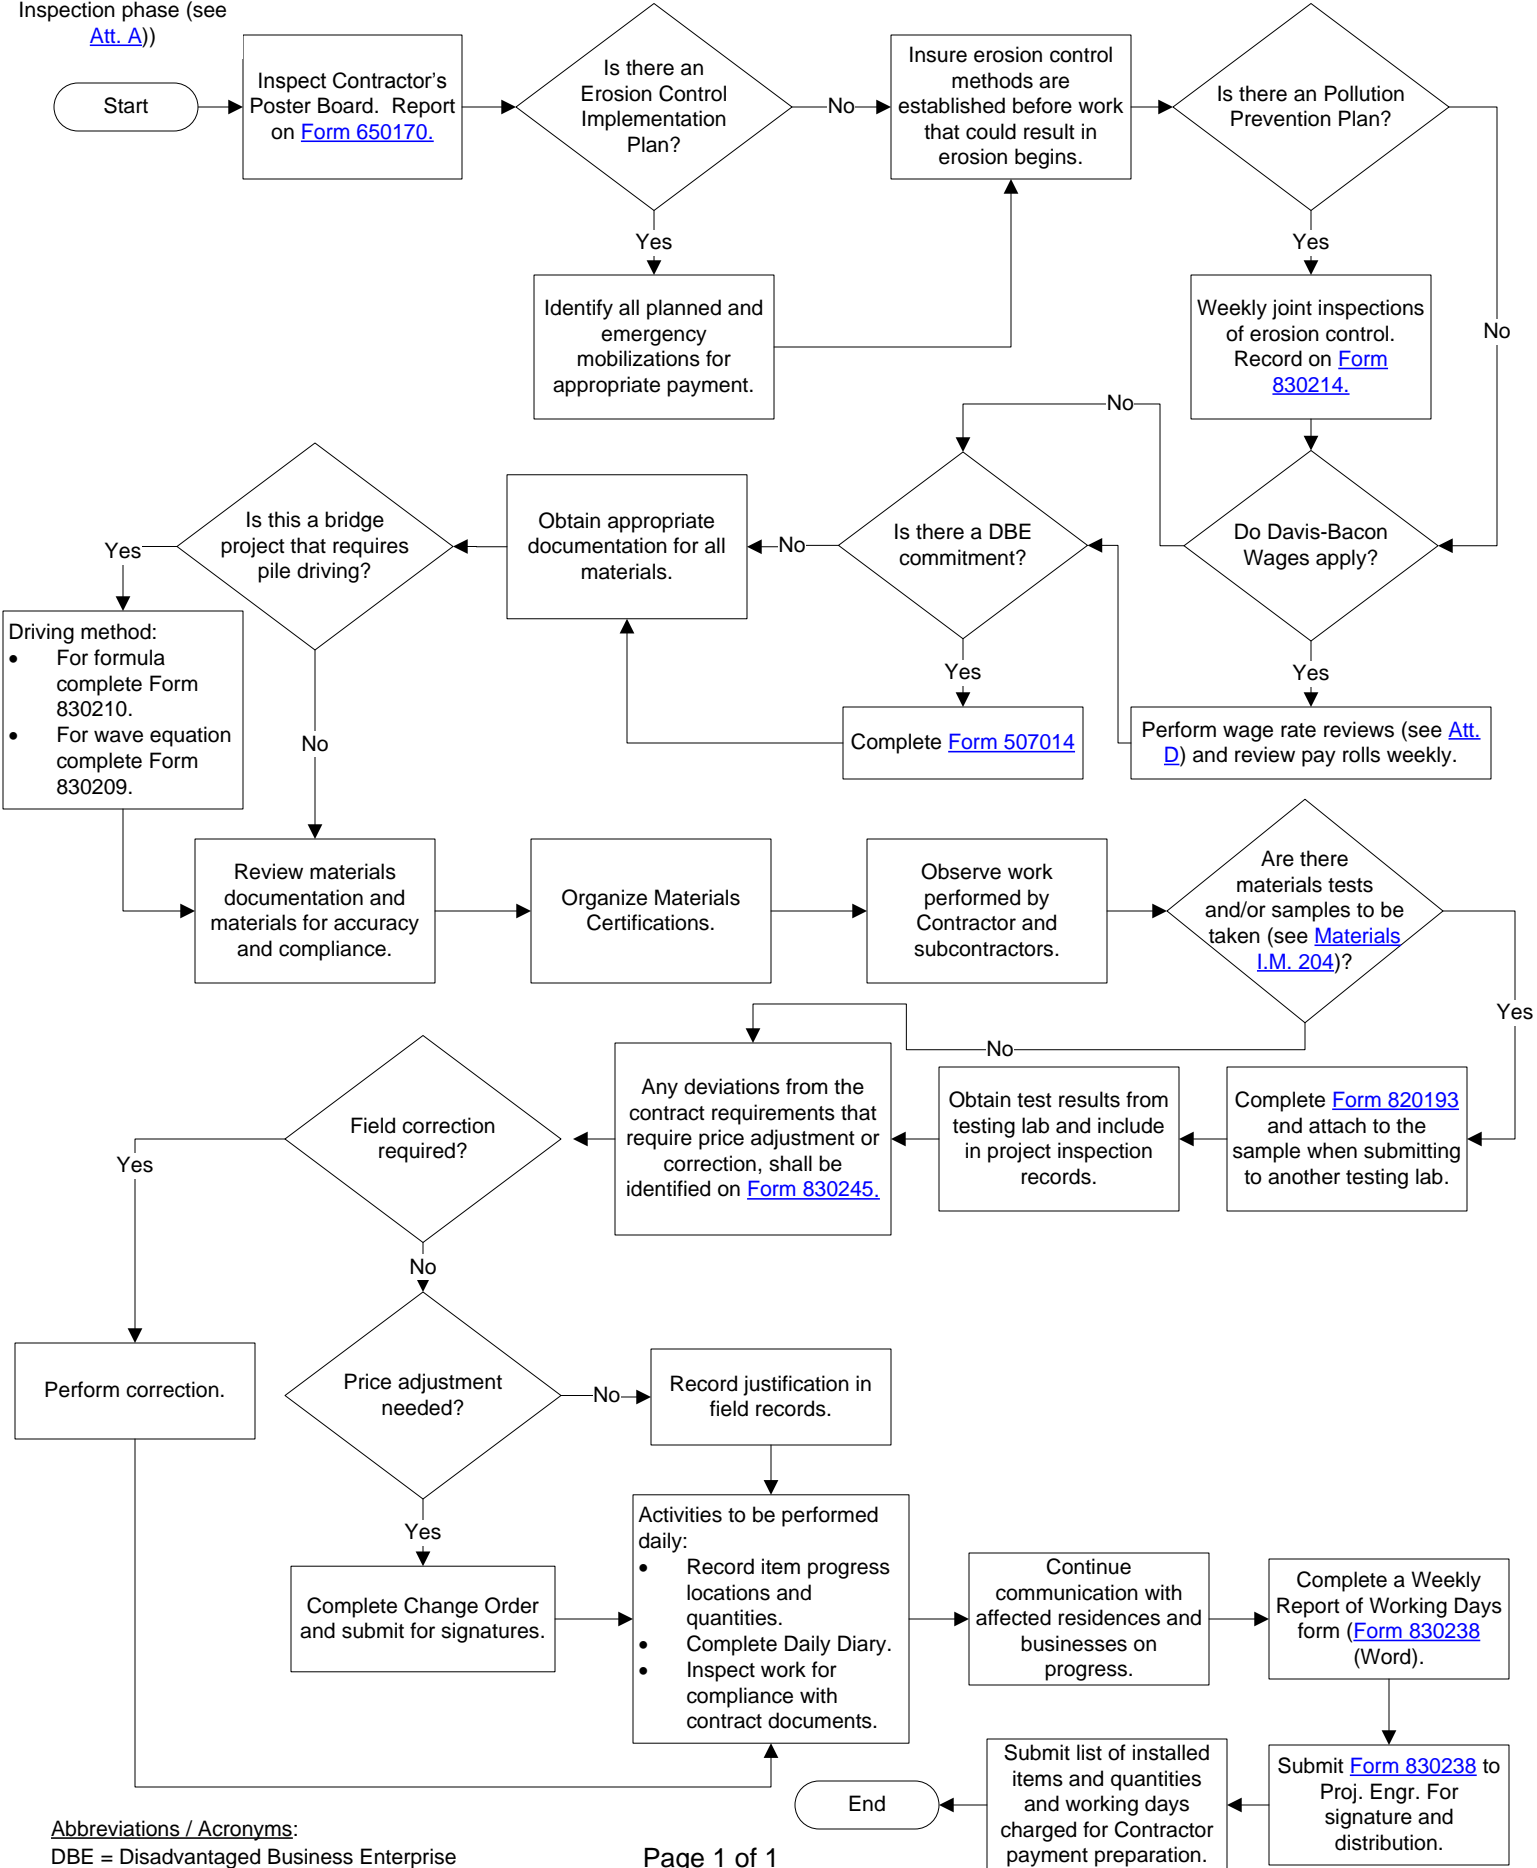 Inspection phase (see
Att. A))
Start
Inspect Contractor's
Poster Board.  Report
on Form 650170.
Is there an
Erosion Control
Implementation
Plan?
No
Insure erosion control
methods are
established before work
that could result in
erosion begins.
Is there an Pollution
Prevention Plan?
Yes
Yes
No
Identify all planned and
emergency
mobilizations for
appropriate payment.
Weekly joint inspections
of erosion control.
Record on Form
830214.
No
Do Davis-Bacon
Wages apply?
Is there a DBE
commitment?
No
Obtain appropriate
documentation for all
materials.
Is this a bridge
project that requires
pile driving?
Yes
Driving method:
• For formula
complete Form
830210.
• For wave equation
complete Form
830209.
No
Yes
Complete Form 507014
Yes
Perform wage rate reviews (see Att.
D) and review pay rolls weekly.
Review materials
documentation and
materials for accuracy
and compliance.
Organize Materials
Certifications.
Observe work
performed by
Contractor and
subcontractors.
Are there
materials tests
and/or samples to be
taken (see Materials
I.M. 204)?
Yes
No
Complete Form 820193
and attach to the
sample when submitting
to another testing lab.
Obtain test results from
testing lab and include
in project inspection
records.
Any deviations from the
contract requirements that
require price adjustment or
correction, shall be
identified on Form 830245.
Field correction
required?
Yes
No
Perform correction.
Price adjustment
needed?
No
Record justification in
field records.
Yes
Complete Change Order
and submit for signatures.
Activities to be performed
daily:
• Record item progress
locations and
quantities.
• Complete Daily Diary.
• Inspect work for
compliance with
contract documents.
Continue
communication with
affected residences and
businesses on
progress.
Complete a Weekly
Report of Working Days
form (Form 830238
(Word).
Submit Form 830238 to
Proj. Engr. For
signature and
distribution.
Submit list of installed
items and quantities
and working days
charged for Contractor
payment preparation.
End
Abbreviations / Acronyms:
DBE = Disadvantaged Business Enterprise
Page 1 of 1